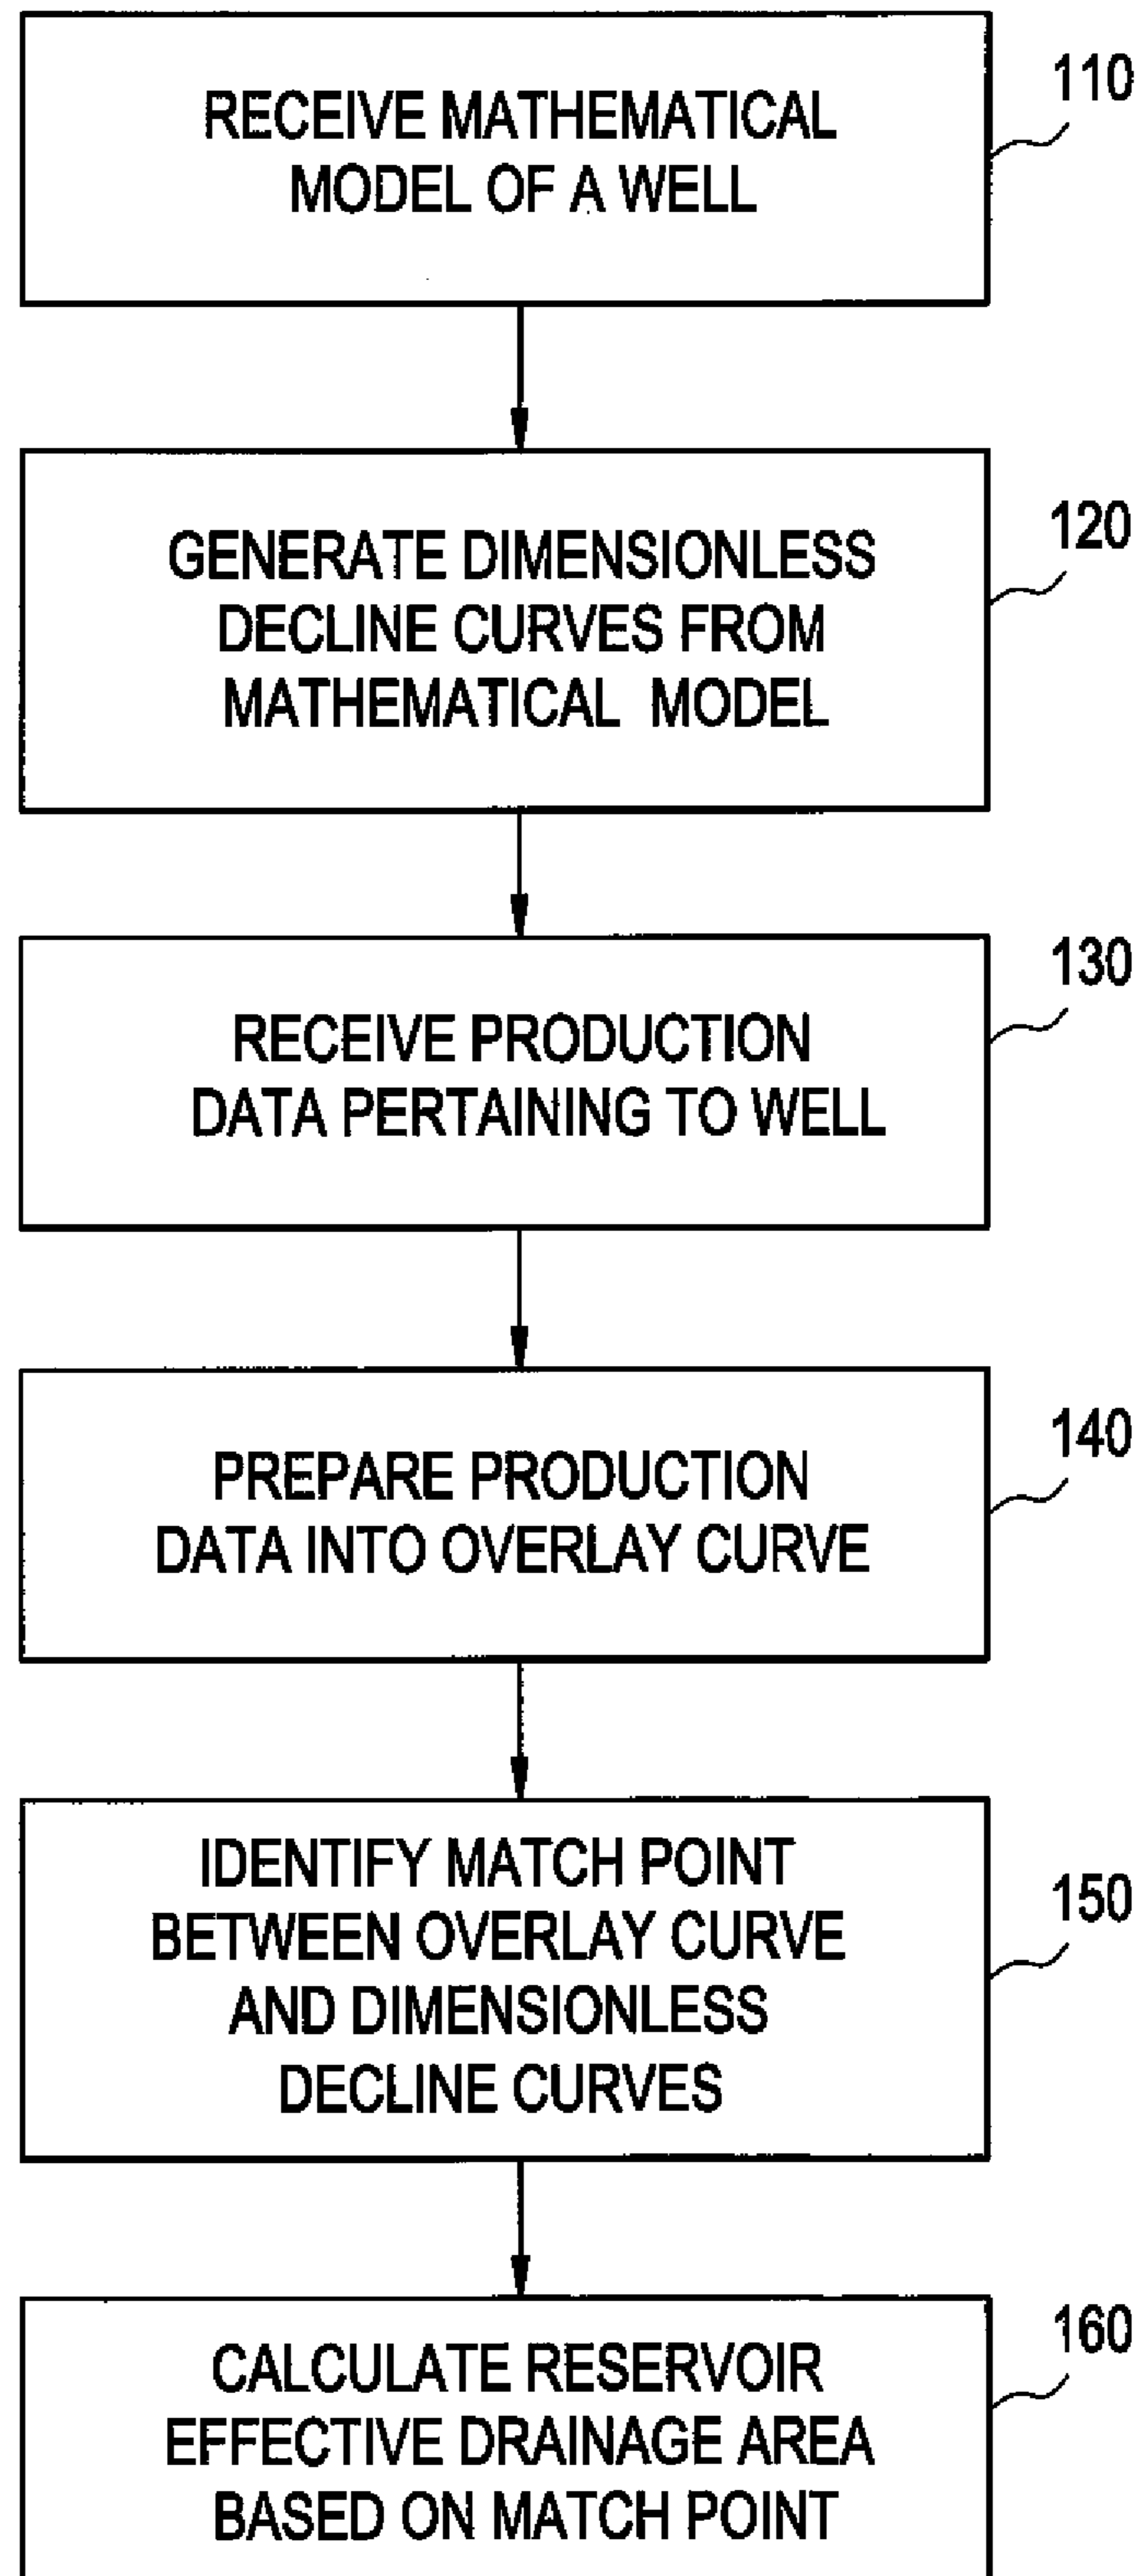 RECEIVE MATHEMATICAL
MODEL OF A WELL
110
GENERATE DIMENSIONLESS
DECLINE CURVES FROM
MATHEMATICAL MODEL
120
RECEIVE PRODUCTION
DATA PERTAINING TO WELL
130
PREPARE PRODUCTION
DATA INTO OVERLAY CURVE
140
IDENTIFY MATCH POINT
BETWEEN OVERLAY CURVE
AND DIMENSIONLESS
DECLINE CURVES
150
CALCULATE RESERVOIR
EFFECTIVE DRAINAGE AREA
BASED ON MATCH POINT
160